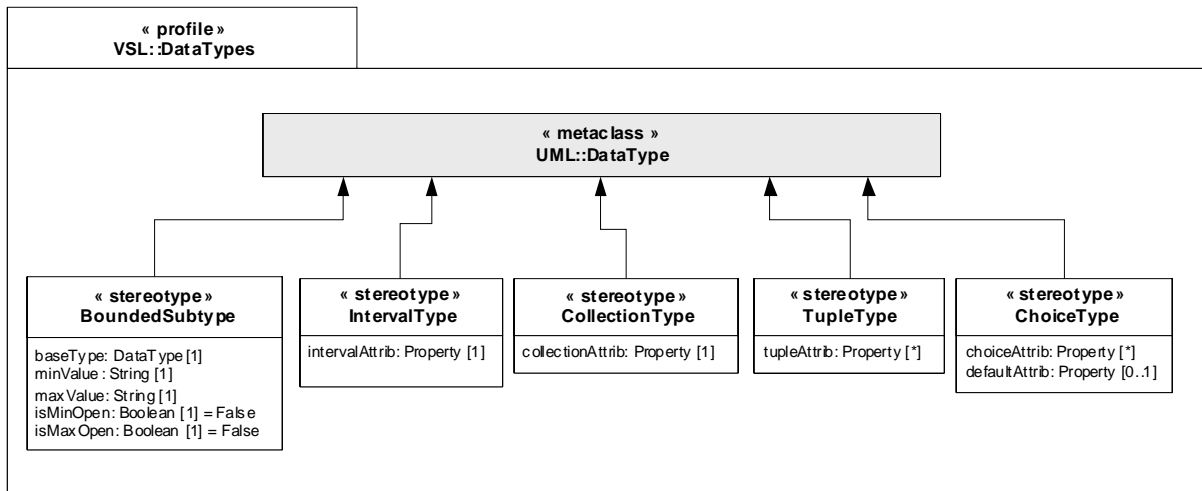 « profile»
VSL::DataTypes
« metaclass »
UML::DataType
« stereotype»
BoundedSubtype
baseType: DataType [1]
minValue: String [1]
maxValue: String [1]
isMinOpen: Boolean [1] = False
isMaxOpen: Boolean [1] = False
« stereotype»
IntervalType
intervalAttrib: Property [1]
« stereotype»
CollectionType
collectionAttrib: Property [1]
« stereotype»
TupleType
tupleAttrib: Property [*]
« stereotype»
ChoiceType
choiceAttrib: Property [*]
defaultAttrib: Property [0..1]